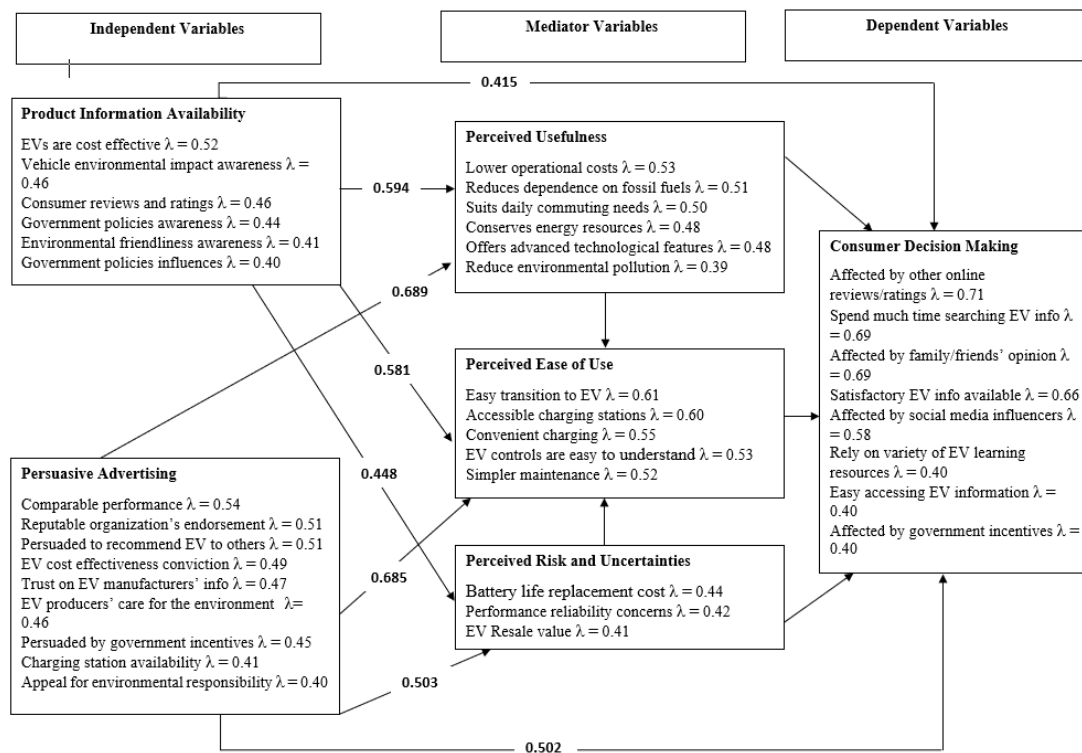 Independent Variables
Mediator Variables
Dependent Variables
0.415
Product Information Availability
EVs are cost effective λ = 0.52
Vehicle environmental impact awareness λ =
0.46
Consumer reviews and ratings λ = 0.46
Government policies awareness λ = 0.44
Environmental friendliness awareness λ = 0.41
Government policies influences λ = 0.40
0.594
0.689
0.581
0.448
Persuasive Advertising
Comparable performance λ = 0.54
Reputable organization's endorsement λ = 0.51
Persuaded to recommend EV to others λ = 0.51
EV cost effectiveness conviction λ = 0.49
Trust on EV manufacturers' info λ = 0.47
EV producers' care for the environment λ=
0.46
Persuaded by government incentives λ = 0.45
Charging station availability λ = 0.41
Appeal for environmental responsibility λ = 0.40
0.685
0.503
0.502
Perceived Usefulness
Lower operational costs λ = 0.53
Reduces dependence on fossil fuels λ = 0.51
Suits daily commuting needs λ = 0.50
Conserves energy resources λ = 0.48
Offers advanced technological features λ = 0.48
Reduce environmental pollution λ = 0.39
Perceived Ease of Use
Easy transition to EV λ = 0.61
Accessible charging stations λ = 0.60
Convenient charging λ = 0.55
EV controls are easy to understand λ = 0.53
Simpler maintenance λ = 0.52
Perceived Risk and Uncertainties
Battery life replacement cost λ = 0.44
Performance reliability concerns λ = 0.42
EV Resale value λ = 0.41
Consumer Decision Making
Affected by other online
reviews/ratings λ = 0.71
Spend much time searching EV info λ
= 0.69
Affected by family/friends' opinion λ
= 0.69
Satisfactory EV info available λ = 0.66
Affected by social media influencers λ
= 0.58
Rely on variety of EV learning
resources λ = 0.40
Easy accessing EV information λ =
0.40
Affected by government incentives λ =
0.40